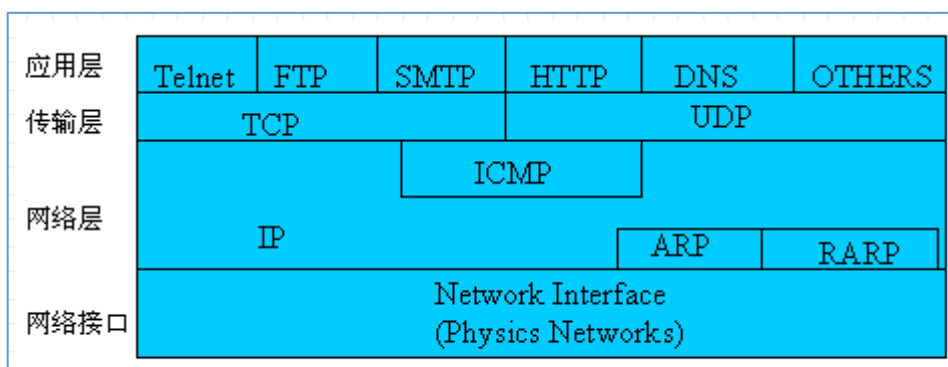 应用层 Telnet FTP SMTP HTTP DNS OTHERS
传输层 TCP UDP
ICMP
网络层 IP ARP RARP
Network Interface
网络接口 (Physics Networks)